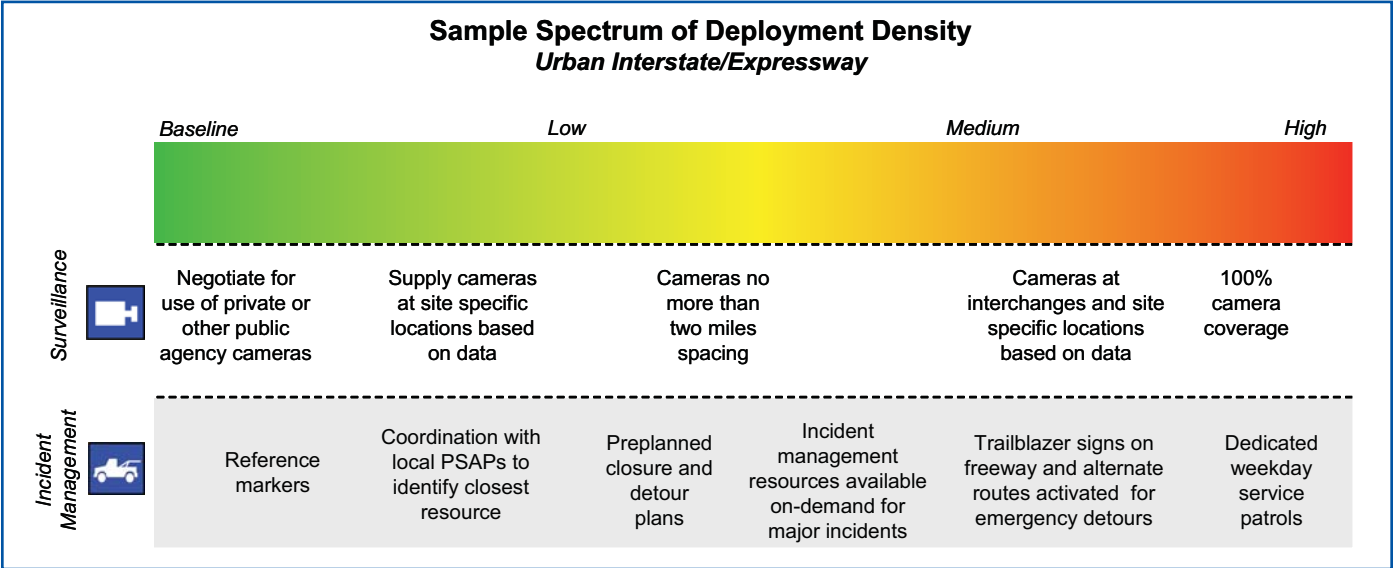 Sample Spectrum of Deployment Density
Urban Interstate/Expressway
Baseline
Low
Medium
High
Surveillance
Negotiate for
use of private or
other public
agency cameras
Supply cameras
at site specific
locations based
on data
Cameras no
more than
two miles
spacing
Cameras at
interchanges and site
specific locations
based on data
100%
camera
coverage
Incident
Management
Reference
markers
Coordination with
local PSAPs to
identify closest
resource
Preplanned
closure and
detour
plans
Incident
management
resources available
on-demand for
major incidents
Trailblazer signs on
freeway and alternate
routes activated for
emergency detours
Dedicated
weekday
service
patrols